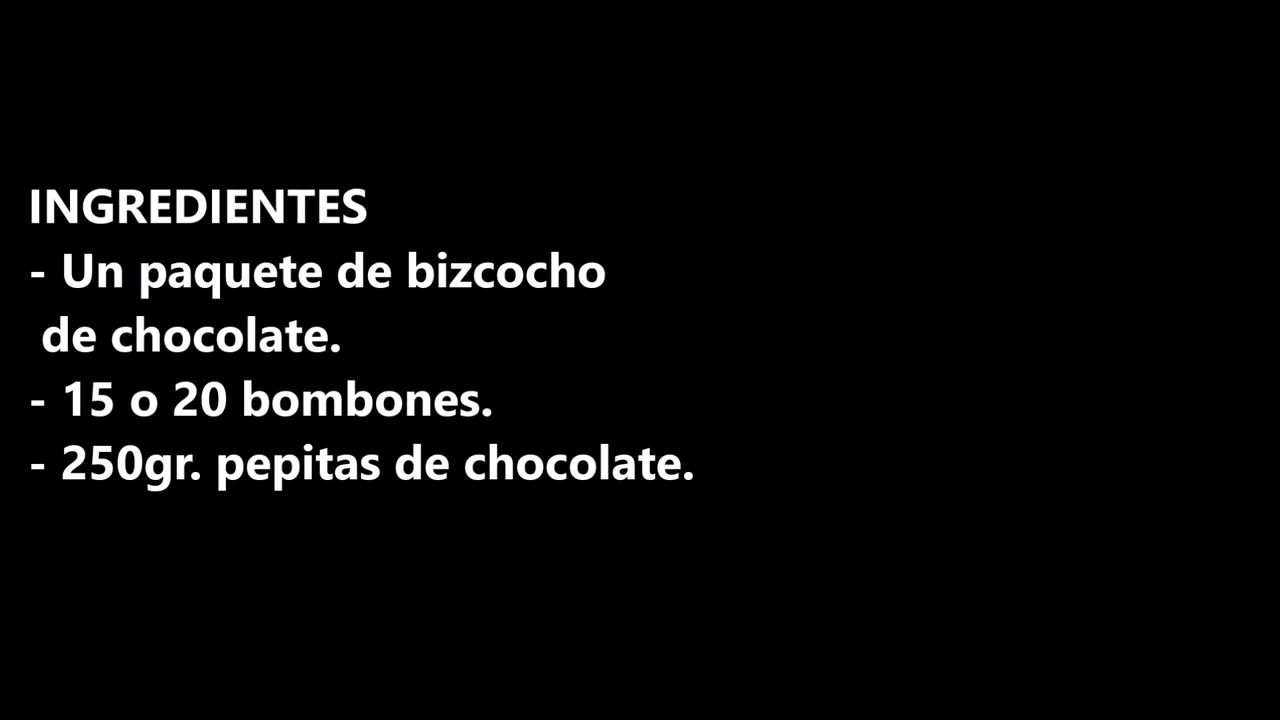 INGREDIENTES
- Un paquete de bizcocho
de chocolate.
- 15 o 20 bombones.
- 250gr. pepitas de chocolate.